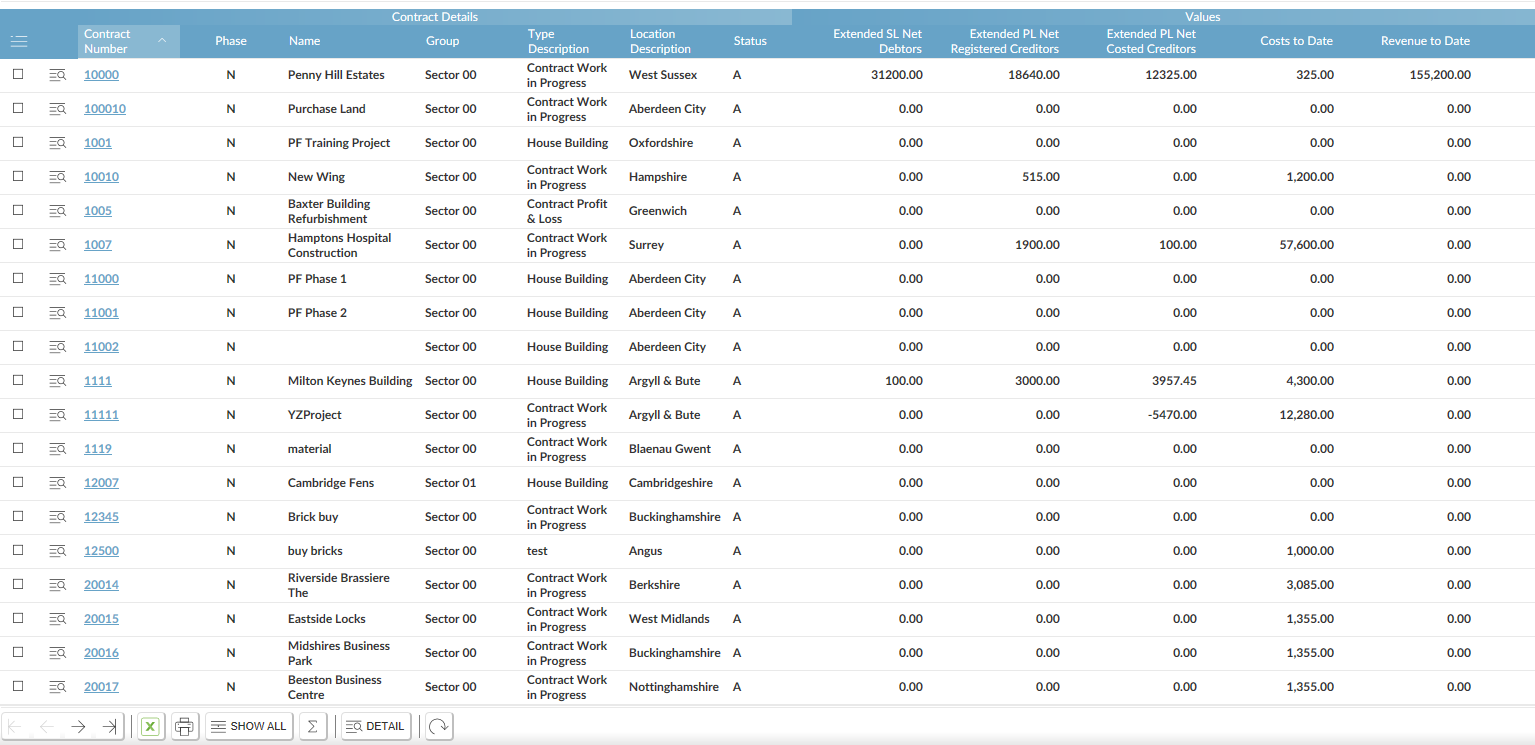 Contract Details Values
Contract Number Phase Name Group Type Description Location Description Status Extended SL Net Debtors Extended PL Net Registered Creditors Extended PL Net Costed Creditors Costs to Date Revenue to Date
10000 N Penny Hill Estates Sector 00 Contract Work in Progress West Sussex A 31200.00 18640.00 12325.00 325.00 155,200.00
100010 N Purchase Land Sector 00 Contract Work in Progress Aberdeen City A 0.00 0.00 0.00 0.00 0.00
1001 N PF Training Project Sector 00 House Building Oxfordshire A 0.00 0.00 0.00 0.00 0.00
10010 N New Wing Sector 00 Contract Work in Progress Hampshire A 0.00 515.00 0.00 1,200.00 0.00
1005 N Baxter Building Refurbishment Sector 00 Contract Profit & Loss Greenwich A 0.00 0.00 0.00 0.00 0.00
1007 N Hamptons Hospital Construction Sector 00 Contract Work in Progress Surrey A 0.00 1900.00 100.00 57,600.00 0.00
11000 N PF Phase 1 Sector 00 House Building Aberdeen City A 0.00 0.00 0.00 0.00 0.00
11001 N PF Phase 2 Sector 00 House Building Aberdeen City A 0.00 0.00 0.00 0.00 0.00
11002 N Sector 00 House Building Aberdeen City A 0.00 0.00 0.00 0.00 0.00
1111 N Milton Keynes Building Sector 00 House Building Argyll & Bute A 100.00 3000.00 3957.45 4,300.00 0.00
11111 N YZProject Sector 00 Contract Work in Progress Argyll & Bute A 0.00 0.00 -5470.00 12,280.00 0.00
1119 N material Sector 00 Contract Work in Progress Blaenau Gwent A 0.00 0.00 0.00 0.00 0.00
12007 N Cambridge Fens Sector 01 House Building Cambridgeshire A 0.00 0.00 0.00 0.00 0.00
12345 N Brick buy Sector 00 Contract Work in Progress Buckinghamshire A 0.00 0.00 0.00 0.00 0.00
12500 N buy bricks Sector 00 test Angus A 0.00 0.00 0.00 1,000.00 0.00
20014 N Riverside Brassiere The Sector 00 Contract Work in Progress Berkshire A 0.00 0.00 0.00 3,085.00 0.00
20015 N Eastside Locks Sector 00 Contract Work in Progress West Midlands A 0.00 0.00 0.00 1,355.00 0.00
20016 N Midshires Business Park Sector 00 Contract Work in Progress Buckinghamshire A 0.00 0.00 0.00 1,355.00 0.00
20017 N Beeston Business Centre Sector 00 Contract Work in Progress Nottinghamshire A 0.00 0.00 0.00 1,355.00 0.00
X SHOW ALL Σ DETAIL